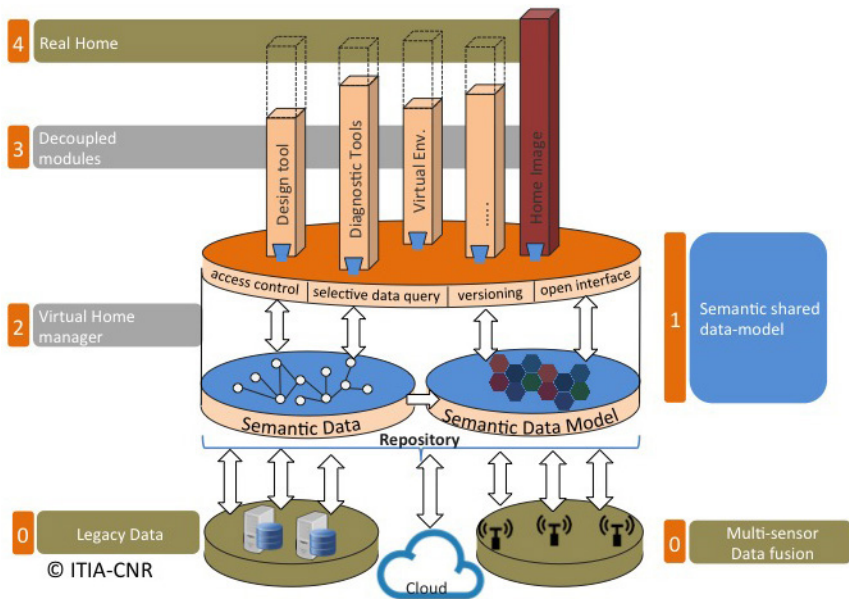 4
Real Home
3
Decoupled
modules
Design tool
Diagnostic Tools
Virtual Env.
.....
Home Image
access control
selective data query
versioning
open interface
2
Virtual Home
manager
1
Semantic shared
data-model
Semantic Data
Semantic Data Model
Repository
0
Legacy Data
© ITIA-CNR
Cloud
0
Multi-sensor
Data fusion